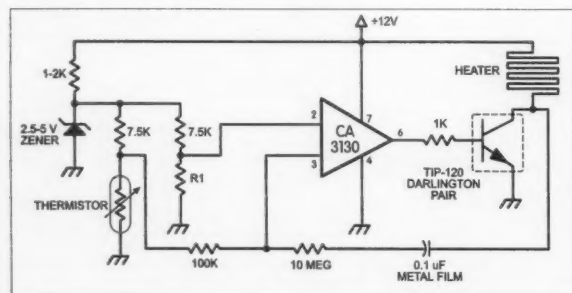 +12V
1-2K
HEATER
2.5-5 V
ZENER
7.5K
7.5K
2
7
CA
3130
6
1K
3
4
R1
TIP-120
DARLINGTON
PAIR
THERMISTOR
100K
10 MEG
0.1 uF
METAL FILM